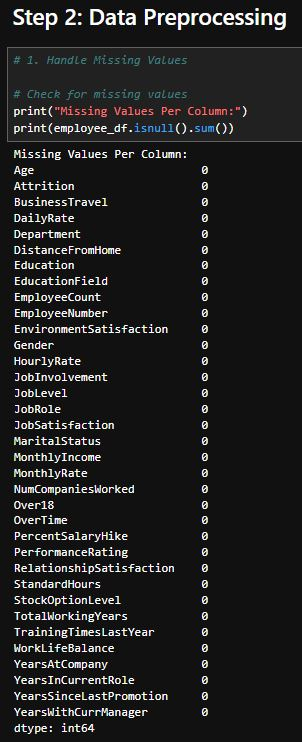 Step 2: Data Preprocessing
# 1. Handle Missing Values
# Check for missing values
print("Missing Values Per Column:")
print(employee_df.isnull().sum())
Missing Values Per Column:
Age 0
Attrition 0
BusinessTravel 0
DailyRate 0
Department 0
DistanceFromHome 0
Education 0
EducationField 0
EmployeeCount 0
EmployeeNumber 0
EnvironmentSatisfaction 0
Gender 0
HourlyRate 0
JobInvolvement 0
JobLevel 0
JobRole 0
JobSatisfaction 0
MaritalStatus 0
MonthlyIncome 0
MonthlyRate 0
NumCompaniesWorked 0
Over18 0
OverTime 0
PercentSalaryHike 0
PerformanceRating 0
RelationshipSatisfaction 0
StandardHours 0
StockOptionLevel 0
TotalWorkingYears 0
TrainingTimesLastYear 0
WorkLifeBalance 0
YearsAtCompany 0
YearsInCurrentRole 0
YearsSinceLastPromotion 0
YearsWithCurrManager 0
dtype: int64